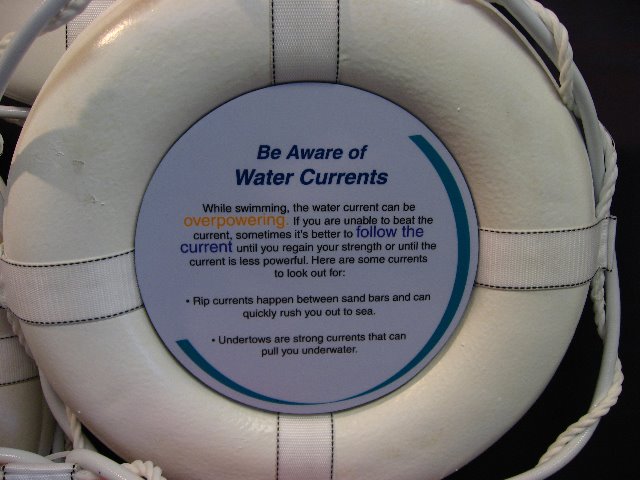 Be Aware of
Water Currents
While swimming, the water current can be
overpowering. If you are unable to beat the
current, sometimes it's better to follow the
current until you regain your strength or until the
current is less powerful. Here are some currents
to look out for:
• Rip currents happen between sand bars and can
quickly rush you out to sea.
• Undertows are strong currents that can
pull you underwater.